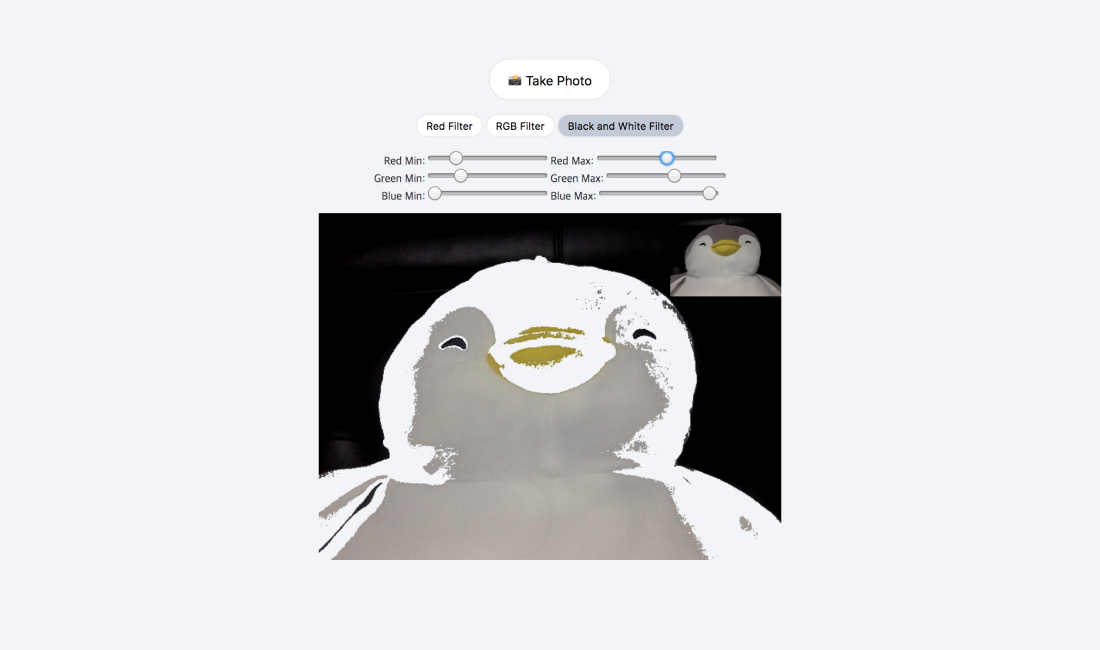 📸 Take Photo
Red Filter RGB Filter Black and White Filter
Red Min: Red Max:
Green Min: Green Max:
Blue Min: Blue Max: